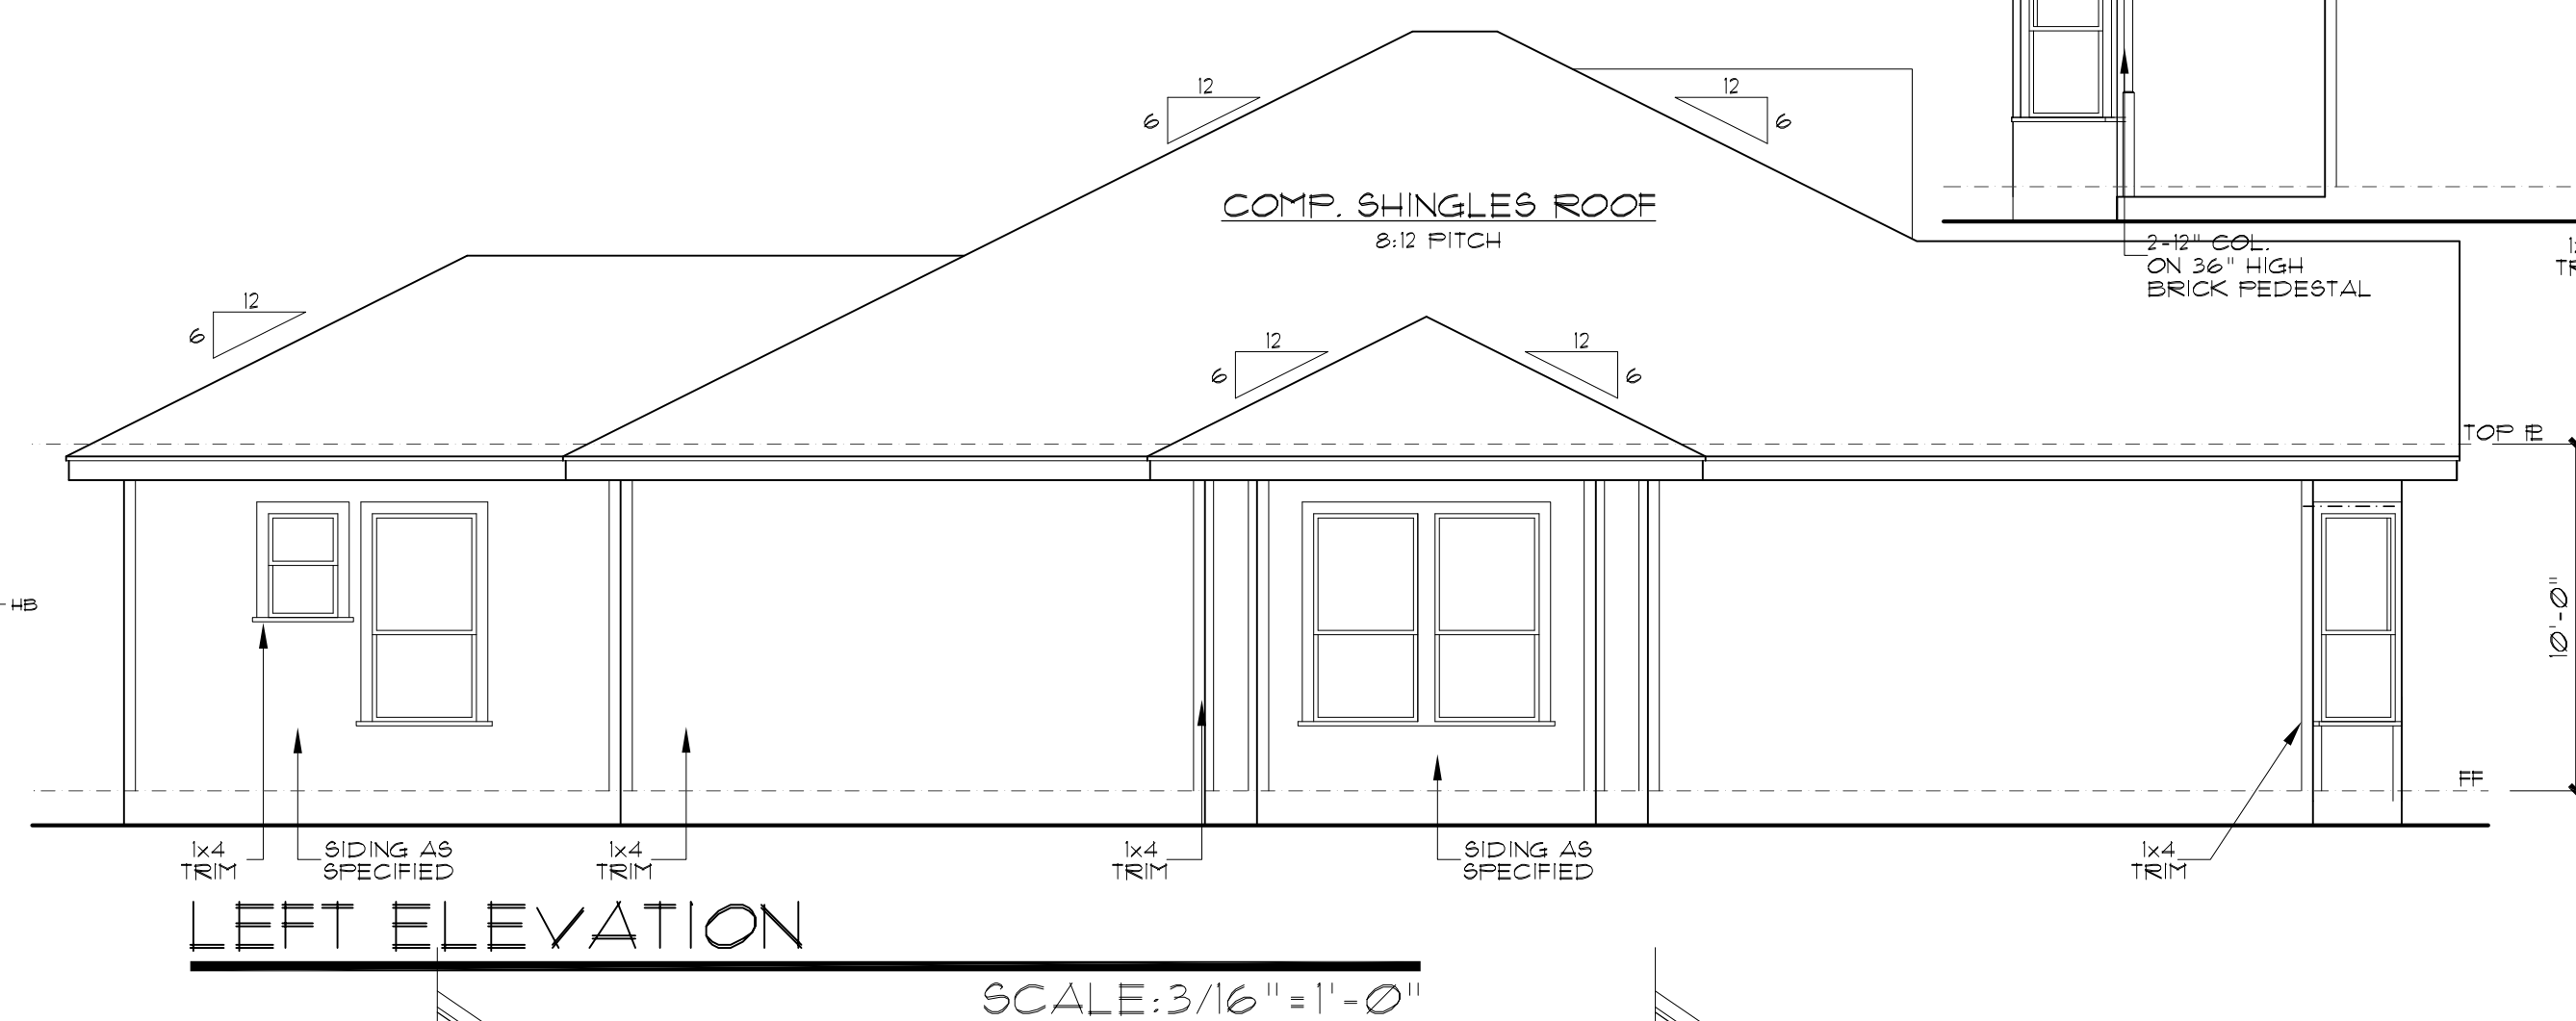 12
6
12
6
COMP. SHINGLES ROOF
8:12 PITCH
2-12" COL.
ON 36" HIGH
BRICK PEDESTAL
12
6
12
6
12
6
TOP PL
10'-0"
HB
FF
1x4
TRIM
SIDING AS
SPECIFIED
1x4
TRIM
1x4
TRIM
SIDING AS
SPECIFIED
1x4
TRIM
LEFT ELEVATION
SCALE:3/16"=1'-0"